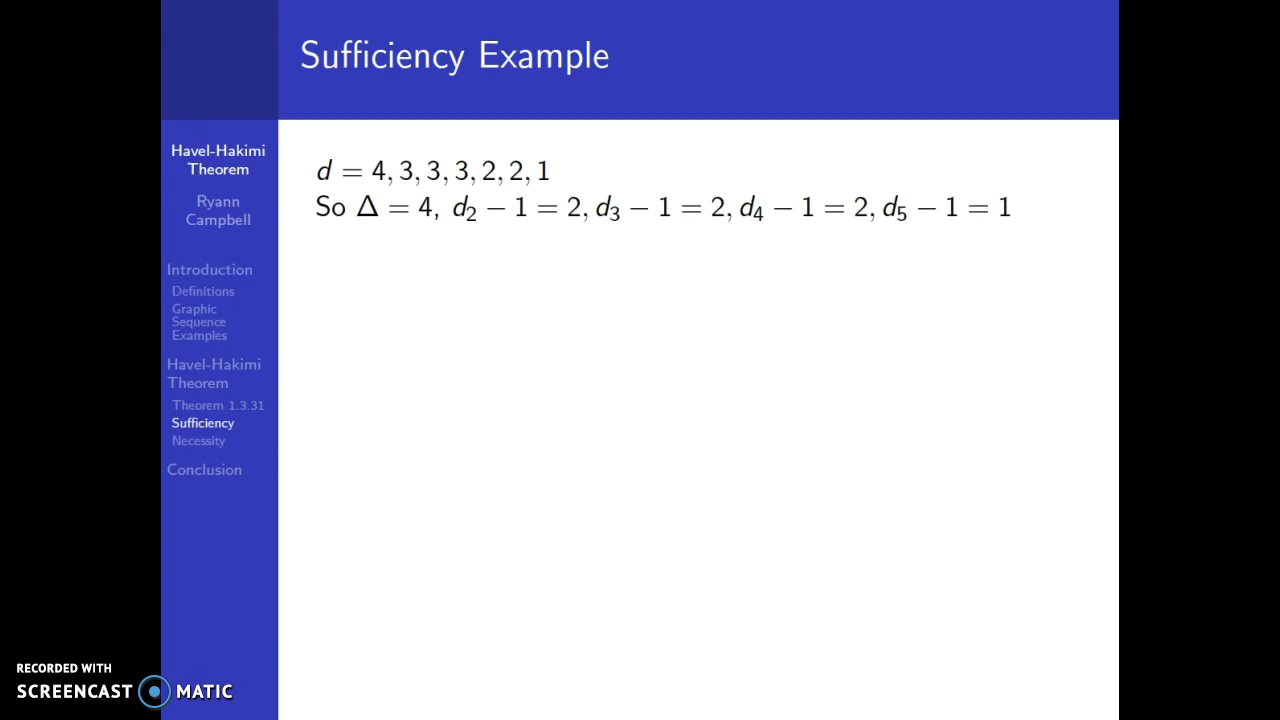 Sufficiency Example
Havel-Hakimi
Theorem
Ryann
Campbell
Introduction
Definitions
Graphic
Sequence
Examples
Havel-Hakimi
Theorem
Theorem 1.3.31
Sufficiency
Necessity
Conclusion
d = 4, 3, 3, 3, 2, 2, 1
So Δ = 4, d₂ − 1 = 2, d₃ − 1 = 2, d₄ − 1 = 2, d₅ − 1 = 1
RECORDED WITH
SCREENCAST MATIC